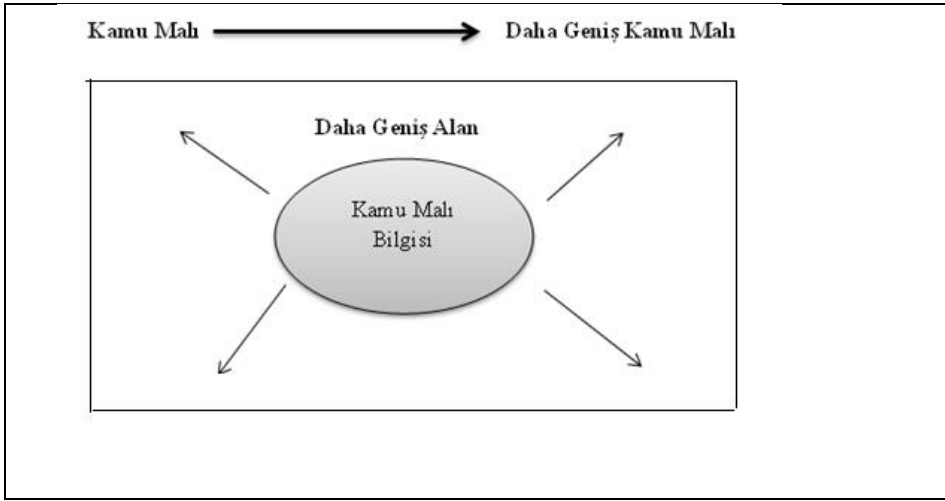 Kamu Malı Daha Geniş Kamu Malı
Daha Geniş Alan
Kamu Malı
Bilgisi